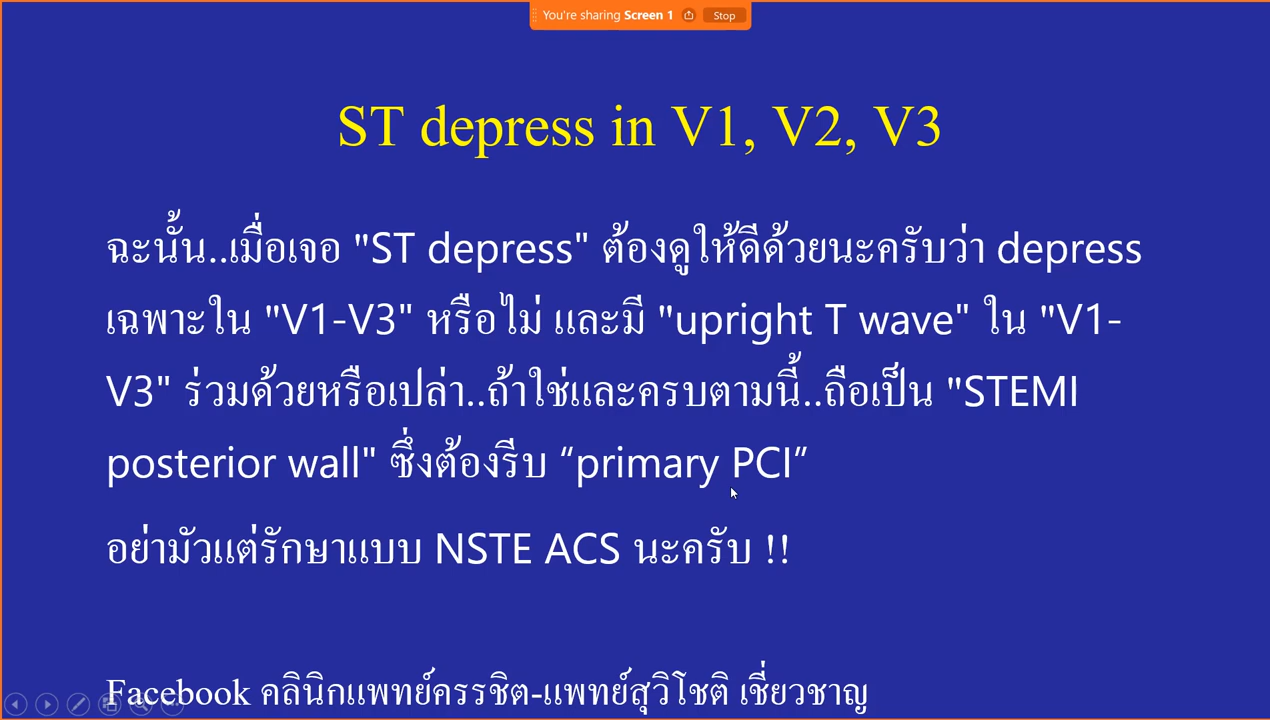 You're sharing Screen 1 Stop
ST depress in V1, V2, V3
ฉะนั้น..เมื่อเจอ "ST depress" ต้องดูให้ดีด้วยนะครับว่า depress
เฉพาะใน "V1-V3" หรือไม่ และมี "upright T wave" ใน "V1-
V3" ร่วมด้วยหรือเปล่า..ถ้าใช่และครบตามนี้..ถือเป็น "STEMI
posterior wall" ซึ่งต้องรีบ “primary PCI”
อย่ามัวแต่รักษาแบบ NSTE ACS นะครับ !!
Facebook คลินิกแพทย์ครรชิต-แพทย์สุวิโชติ เชี่ยวชาญ